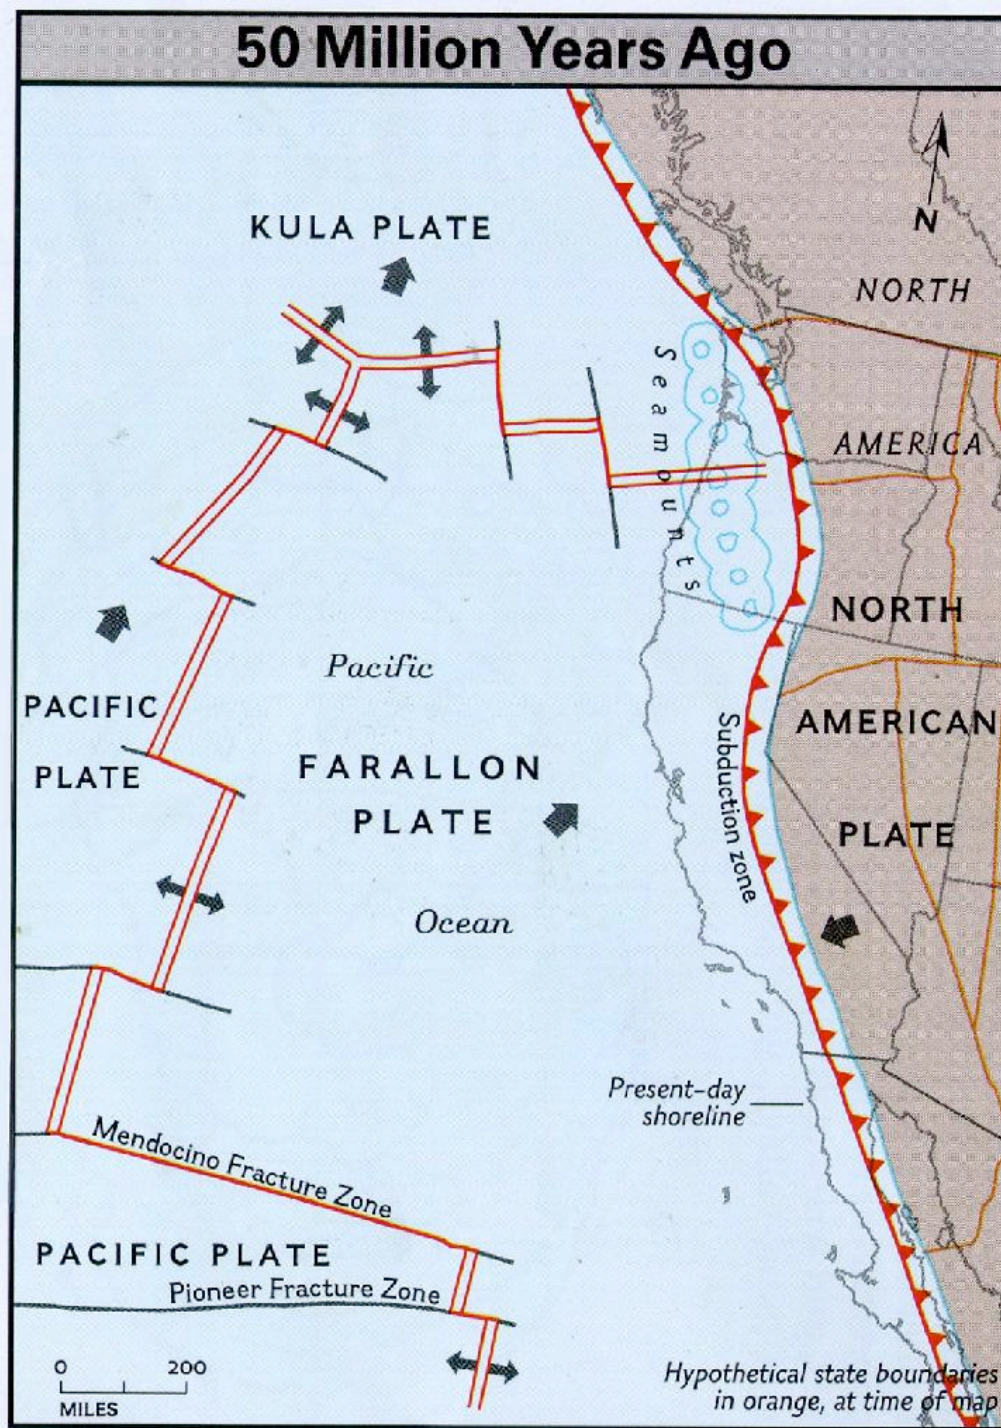 50 Million Years Ago
KULA PLATE
N
NORTH
AMERICA
Seamounts
NORTH
AMERICAN
PLATE
Pacific
PACIFIC
PLATE
FARALLON
PLATE
Subduction zone
Ocean
Present-day
shoreline
Mendocino Fracture Zone
PACIFIC PLATE
Pioneer Fracture Zone
0 200
MILES
Hypothetical state boundaries
in orange, at time of map